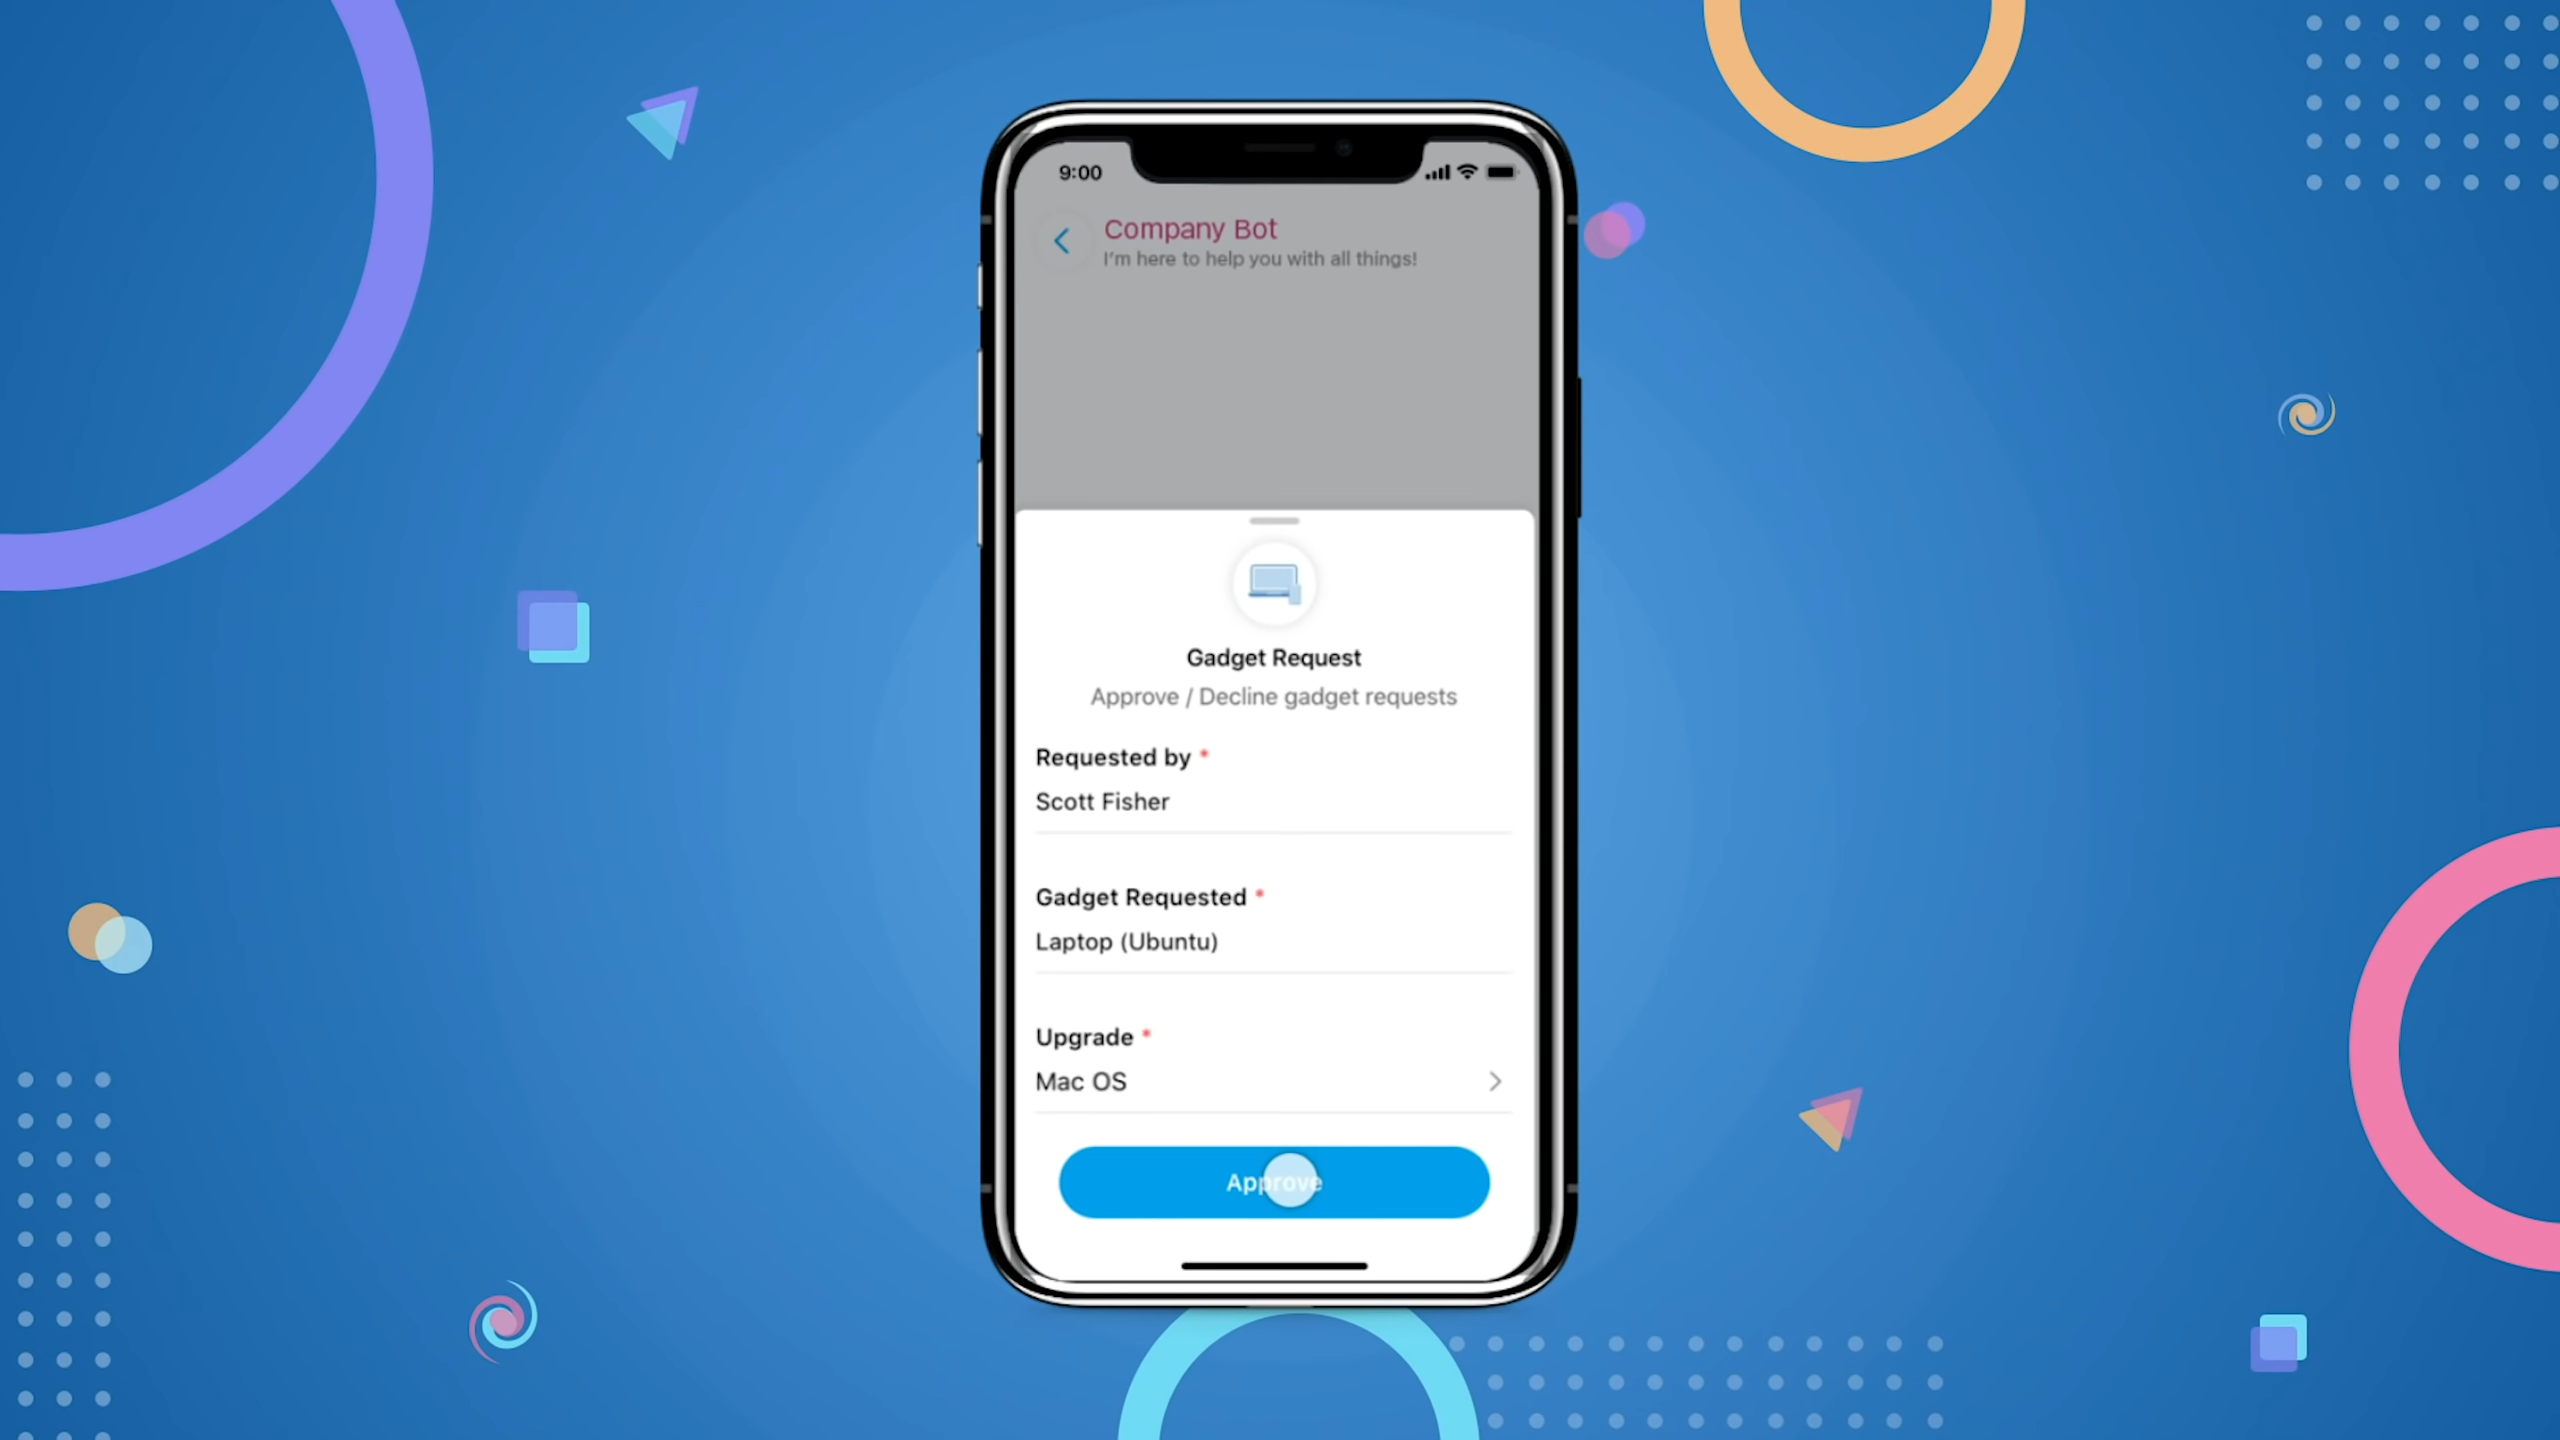 9:00
Company Bot
I'm here to help you with all things!
Gadget Request
Approve / Decline gadget requests
Requested by *
Scott Fisher
Gadget Requested *
Laptop (Ubuntu)
Upgrade *
Mac OS
Approve